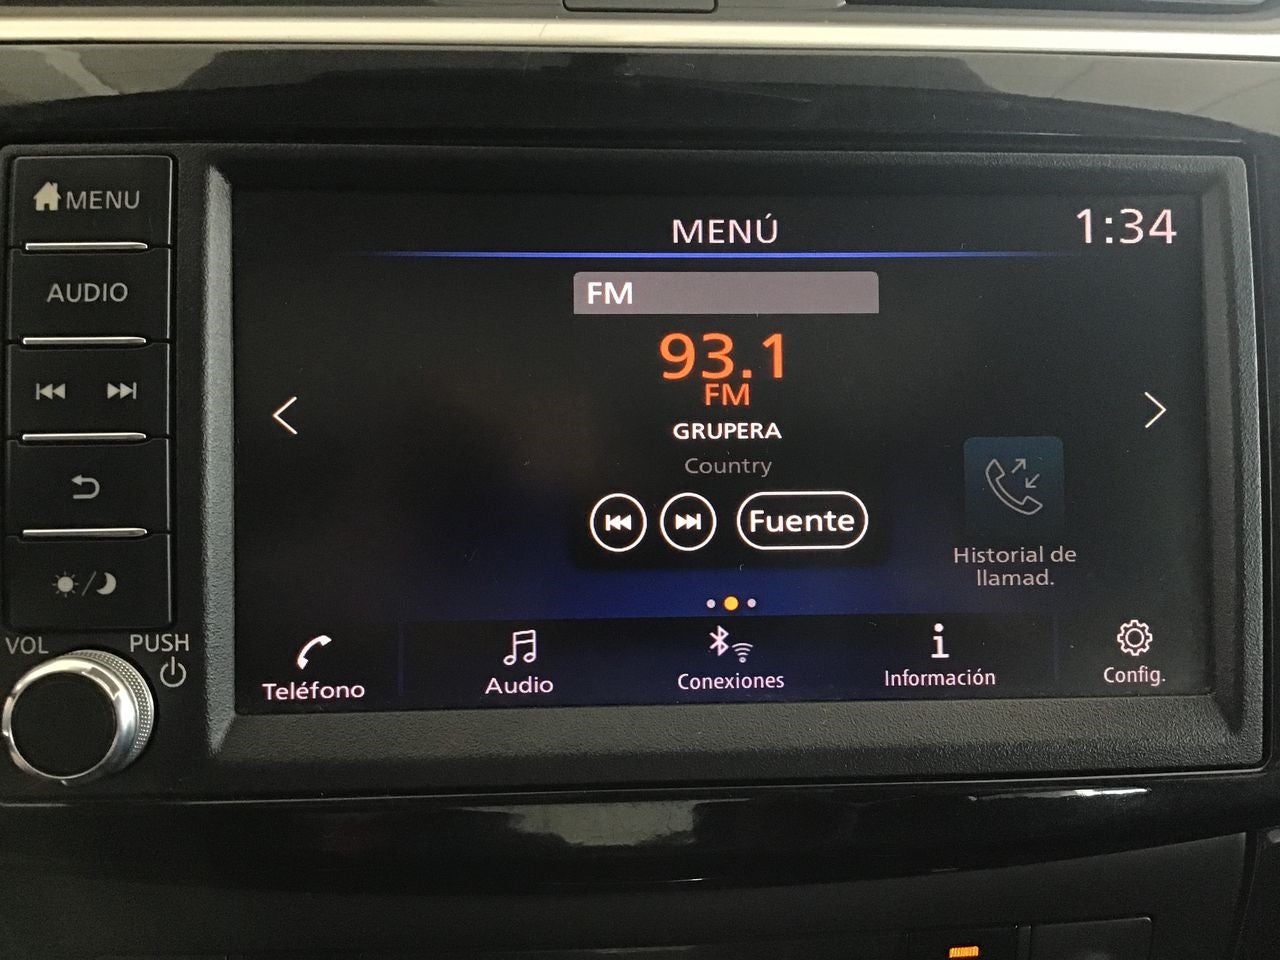 MENU
AUDIO
VOL
PUSH
MENÚ
1:34
FM
93.1
FM
GRUPERA
Country
Fuente
Historial de
llamad.
Teléfono
Audio
Conexiones
Información
Config.